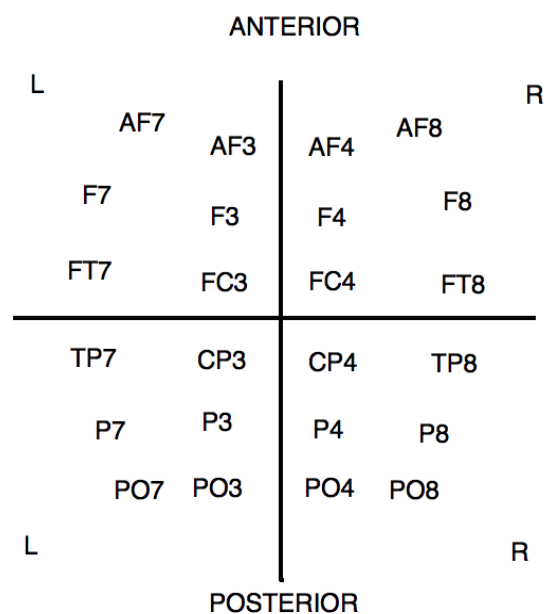 ANTERIOR
L R
AF7 AF3 AF4 AF8
F7 F3 F4 F8
FT7 FC3 FC4 FT8
TP7 CP3 CP4 TP8
P7 P3 P4 P8
PO7 PO3 PO4 PO8
L R
POSTERIOR